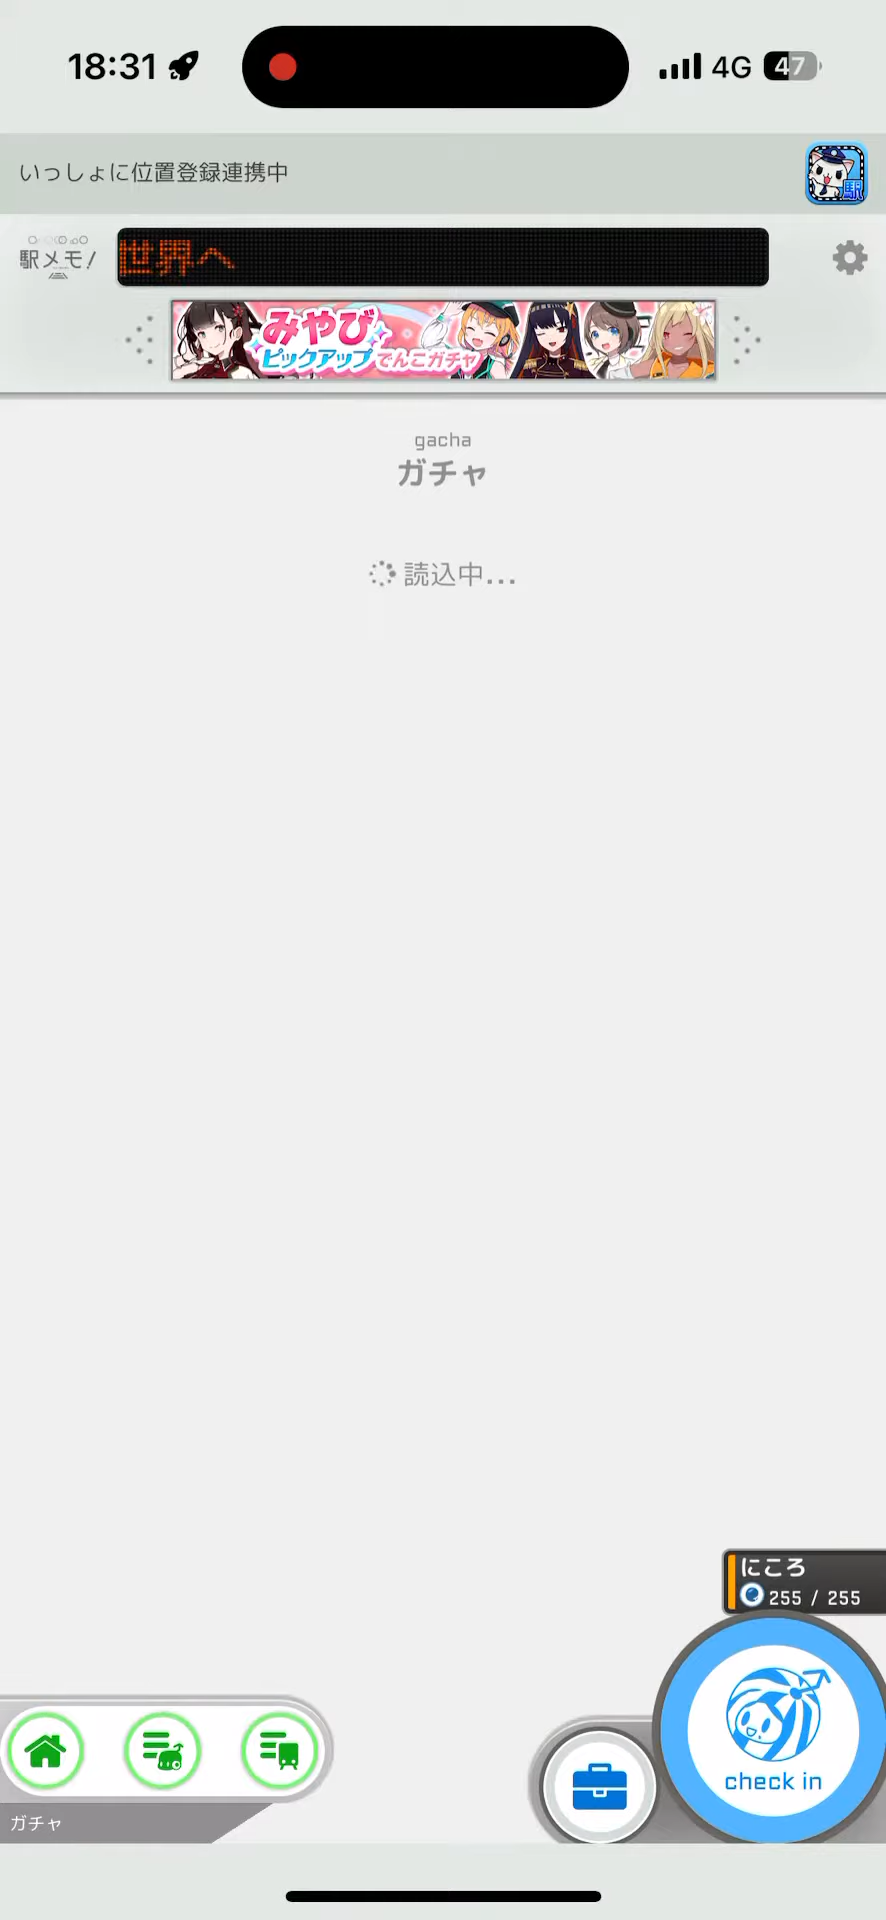 18:31
4G
47
いっしょに位置登録連携中
駅
駅メモ!
世界へ
みやび
ピックアップでんこガチャ
gacha
ガチャ
読込中...
にころ
255 / 255
check in
ガチャ